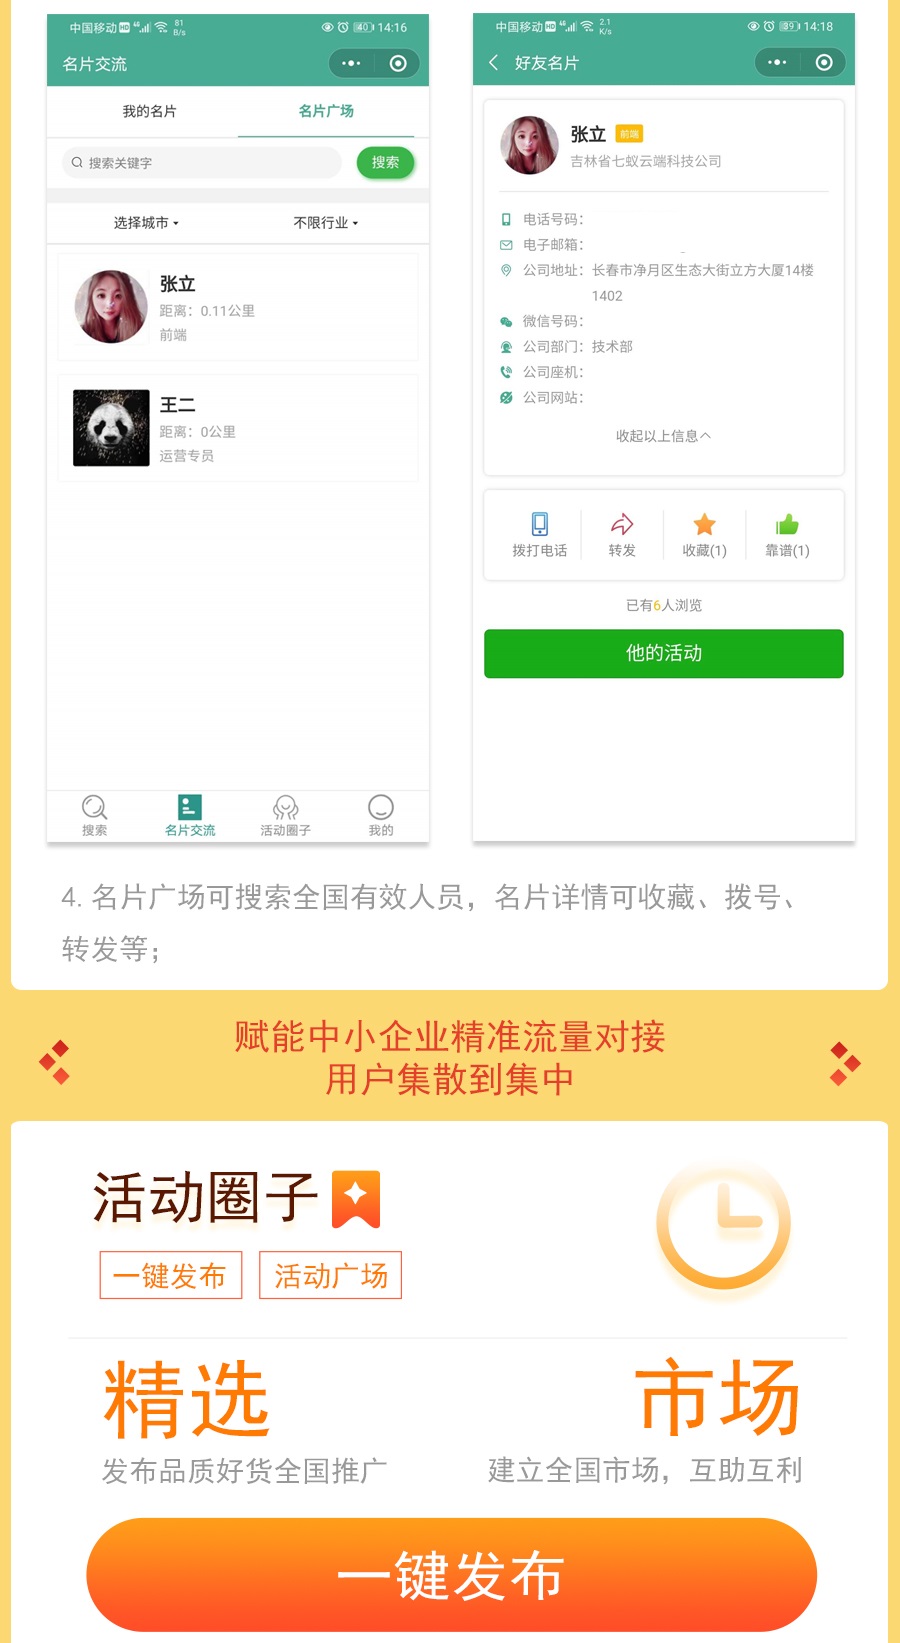 中国移动 HD 4G 81 B/s 40 14:16
名片交流
我的名片 名片广场
搜索关键字 搜索
选择城市 不限行业
张立
距离：0.11公里
前端
王二
距离：0公里
运营专员
搜索 名片交流 活动圈子 我的
中国移动 HD 4G 2.1 K/s 39 14:18
好友名片
张立 前端
吉林省七蚁云端科技公司
电话号码：
电子邮箱：
公司地址：长春市净月区生态大街立方大厦14楼
1402
微信号码：
公司部门：技术部
公司座机：
公司网站：
收起以上信息
拨打电话 转发 收藏(1) 靠谱(1)
已有6人浏览
他的活动
4. 名片广场可搜索全国有效人员，名片详情可收藏、拨号、
转发等；
赋能中小企业精准流量对接
用户集散到集中
活动圈子
一键发布 活动广场
精选 市场
发布品质好货全国推广 建立全国市场，互助互利
一键发布